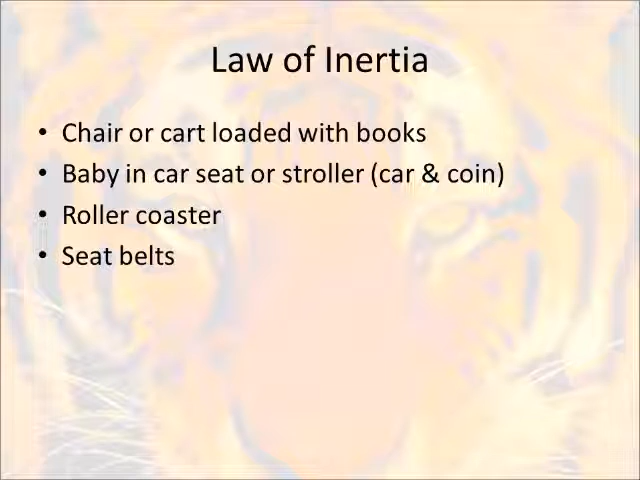 Law of Inertia
• Chair or cart loaded with books
• Baby in car seat or stroller (car & coin)
• Roller coaster
• Seat belts